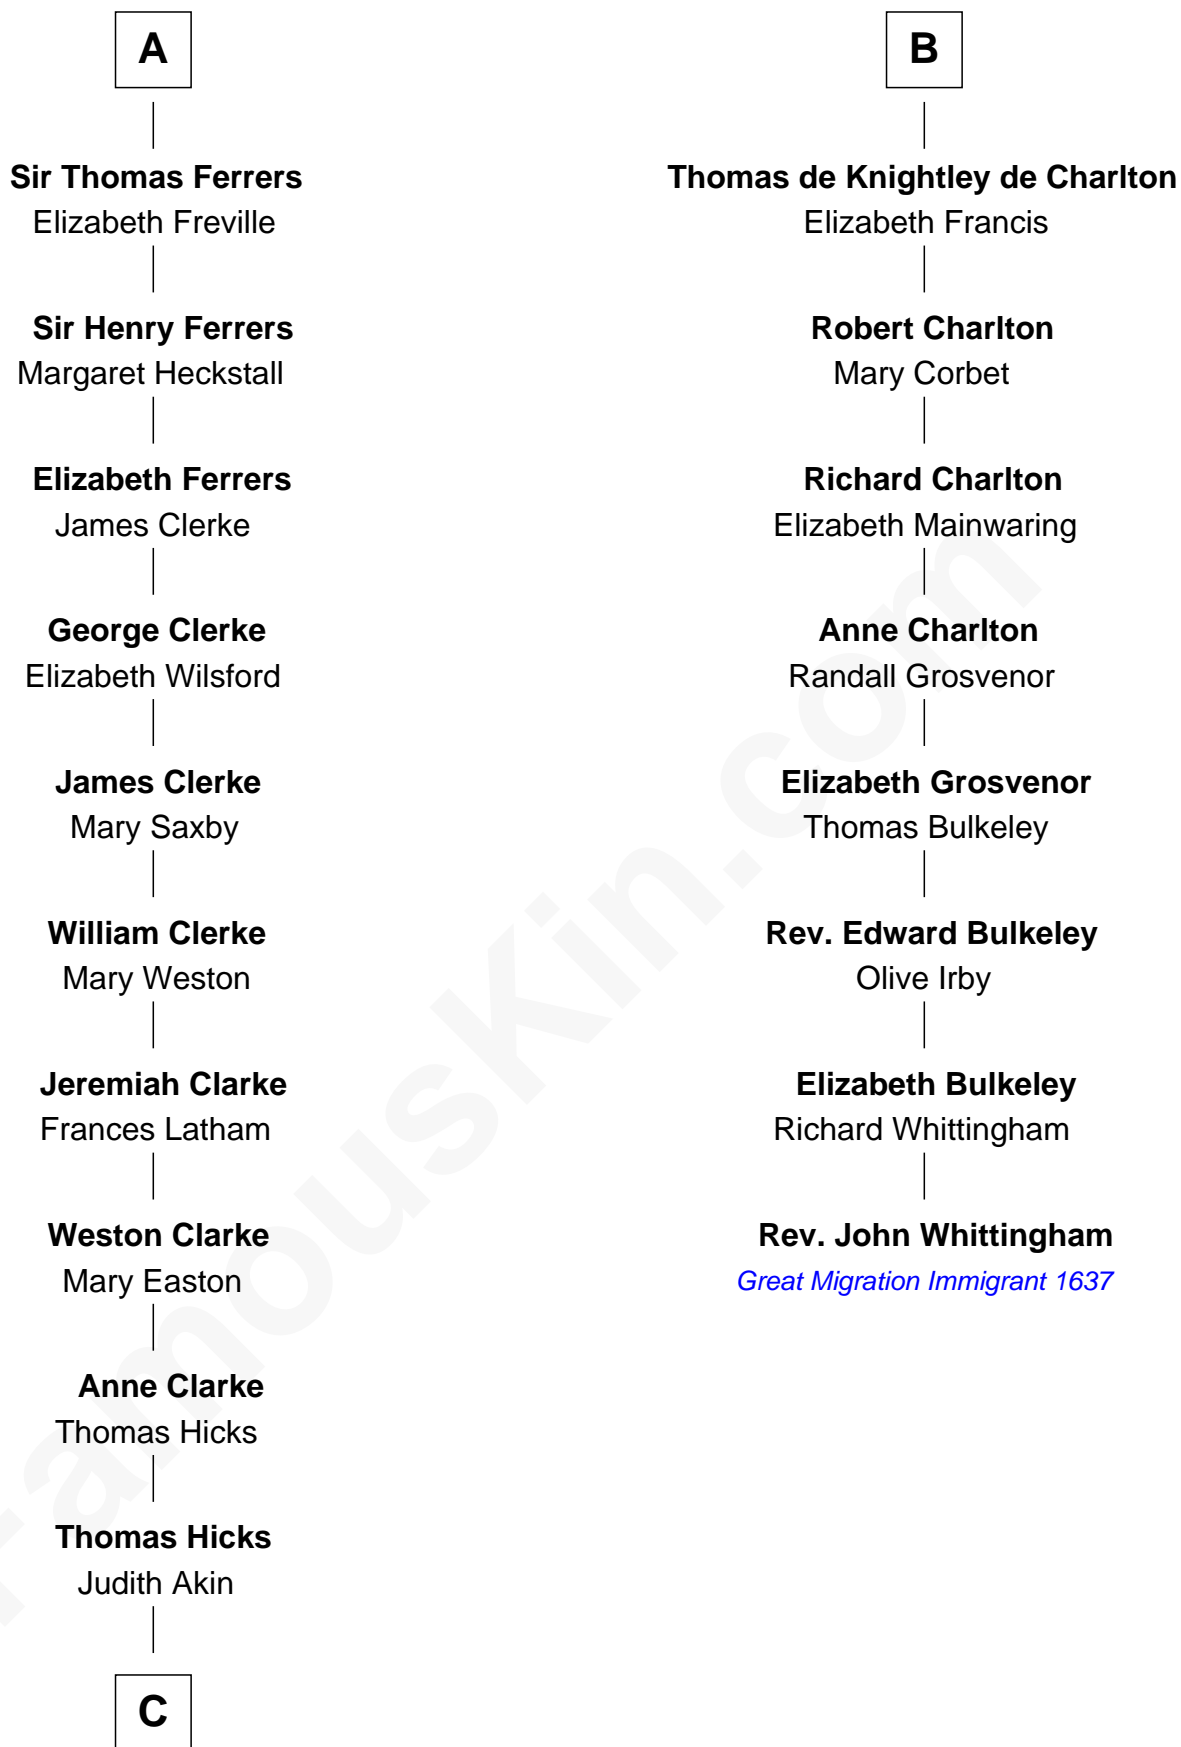 A
Sir Thomas Ferrers
Elizabeth Freville
Sir Henry Ferrers
Margaret Heckstall
Elizabeth Ferrers
James Clerke
George Clerke
Elizabeth Wilsford
James Clerke
Mary Saxby
William Clerke
Mary Weston
Jeremiah Clarke
Frances Latham
Weston Clarke
Mary Easton
Anne Clarke
Thomas Hicks
Thomas Hicks
Judith Akin
C
B
Thomas de Knightley de Charlton
Elizabeth Francis
Robert Charlton
Mary Corbet
Richard Charlton
Elizabeth Mainwaring
Anne Charlton
Randall Grosvenor
Elizabeth Grosvenor
Thomas Bulkeley
Rev. Edward Bulkeley
Olive Irby
Elizabeth Bulkeley
Richard Whittingham
Rev. John Whittingham
Great Migration Immigrant 1637
FamousKin.com